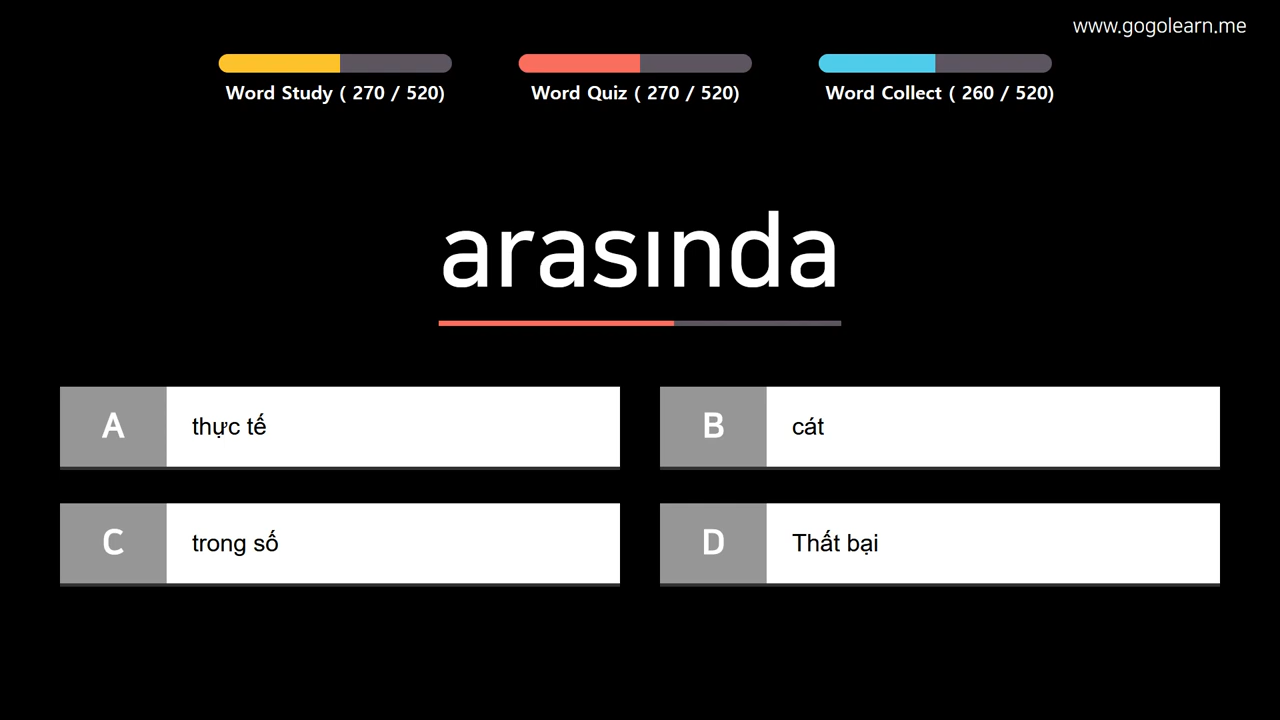 www.gogolearn.me
Word Study ( 270 / 520)
Word Quiz ( 270 / 520)
Word Collect ( 260 / 520)
arasında
A thực tế
B cát
C trong số
D Thất bại